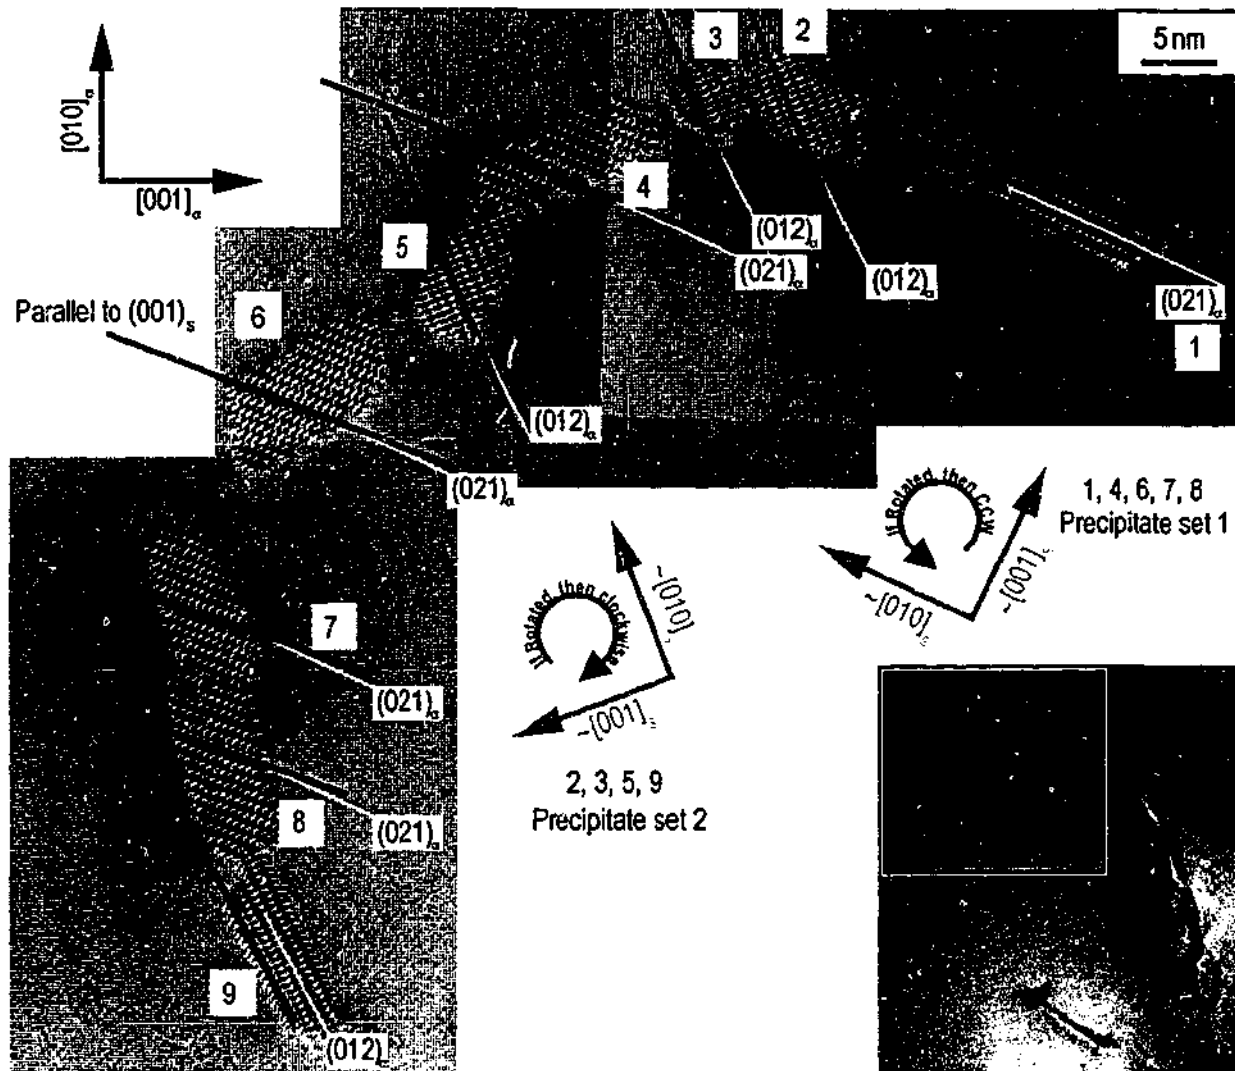 3
2
5nm
[010]α
[001]α
4
(012)α
(021)α
(012)α
(021)α
1
5
Parallel to (001)s
6
(012)α
(021)α
If Rotated, then CCW
~[010]s
~[001]s
1, 4, 6, 7, 8
Precipitate set 1
7
(021)α
If Rotated, then clockwise
~[010]
~[001]s
2, 3, 5, 9
Precipitate set 2
8
(021)α
9
(012)